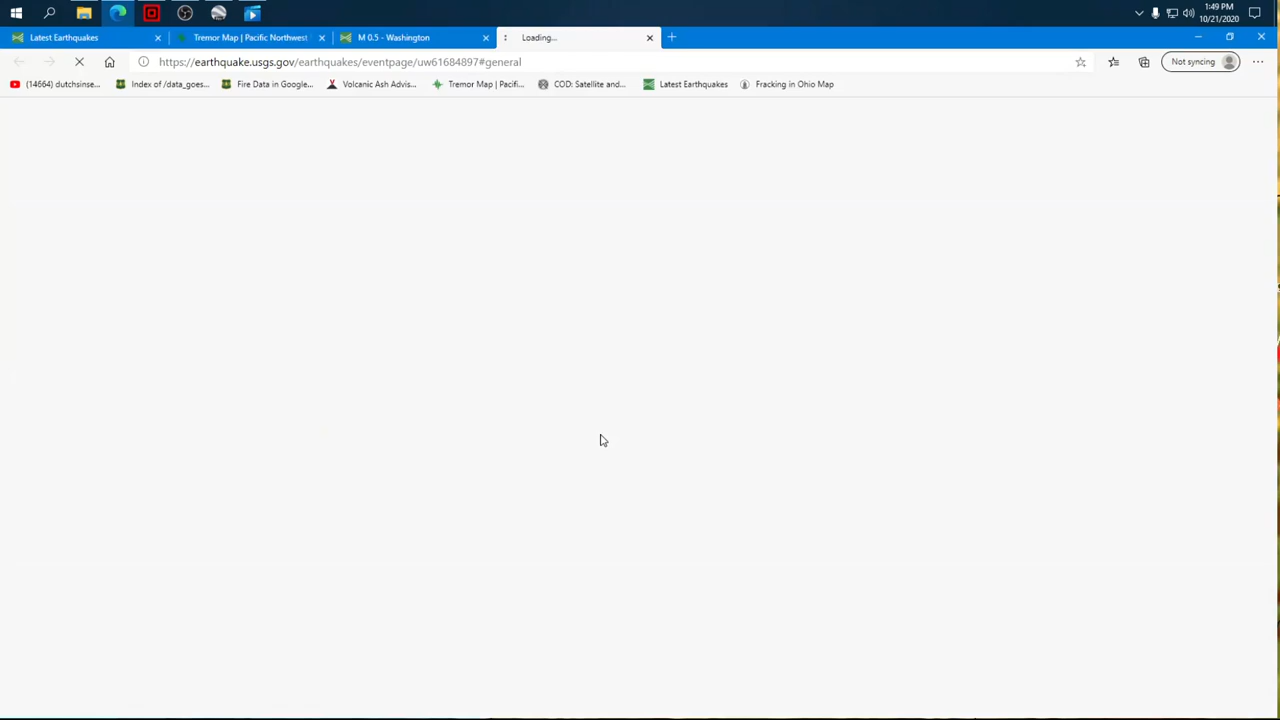 1:49 PM
10/21/2020
Latest Earthquakes
Tremor Map | Pacific Northwest
M 0.5 - Washington
Loading...
https://earthquake.usgs.gov/earthquakes/eventpage/uw61684897#general
Not syncing
(14664) dutchsinse...
Index of /data_goes...
Fire Data in Google...
Volcanic Ash Advis...
Tremor Map | Pacifi...
COD: Satellite and...
Latest Earthquakes
Fracking in Ohio Map